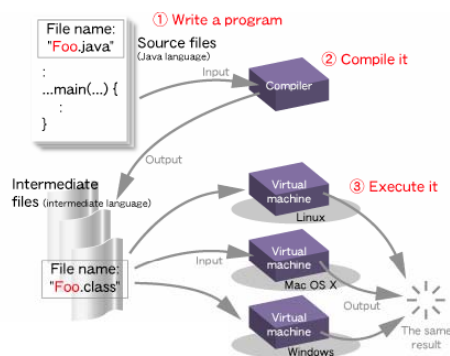 ① Write a program
File name:
"Foo.java"
Source files
(Java language)
:
...main(...) {
:
}
Input
② Compile it
Compiler
Output
Intermediate
files (intermediate language)
File name:
"Foo.class"
③ Execute it
Virtual
machine
Linux
Input
Virtual
machine
Mac OS X
Output
Virtual
machine
Windows
The same
result